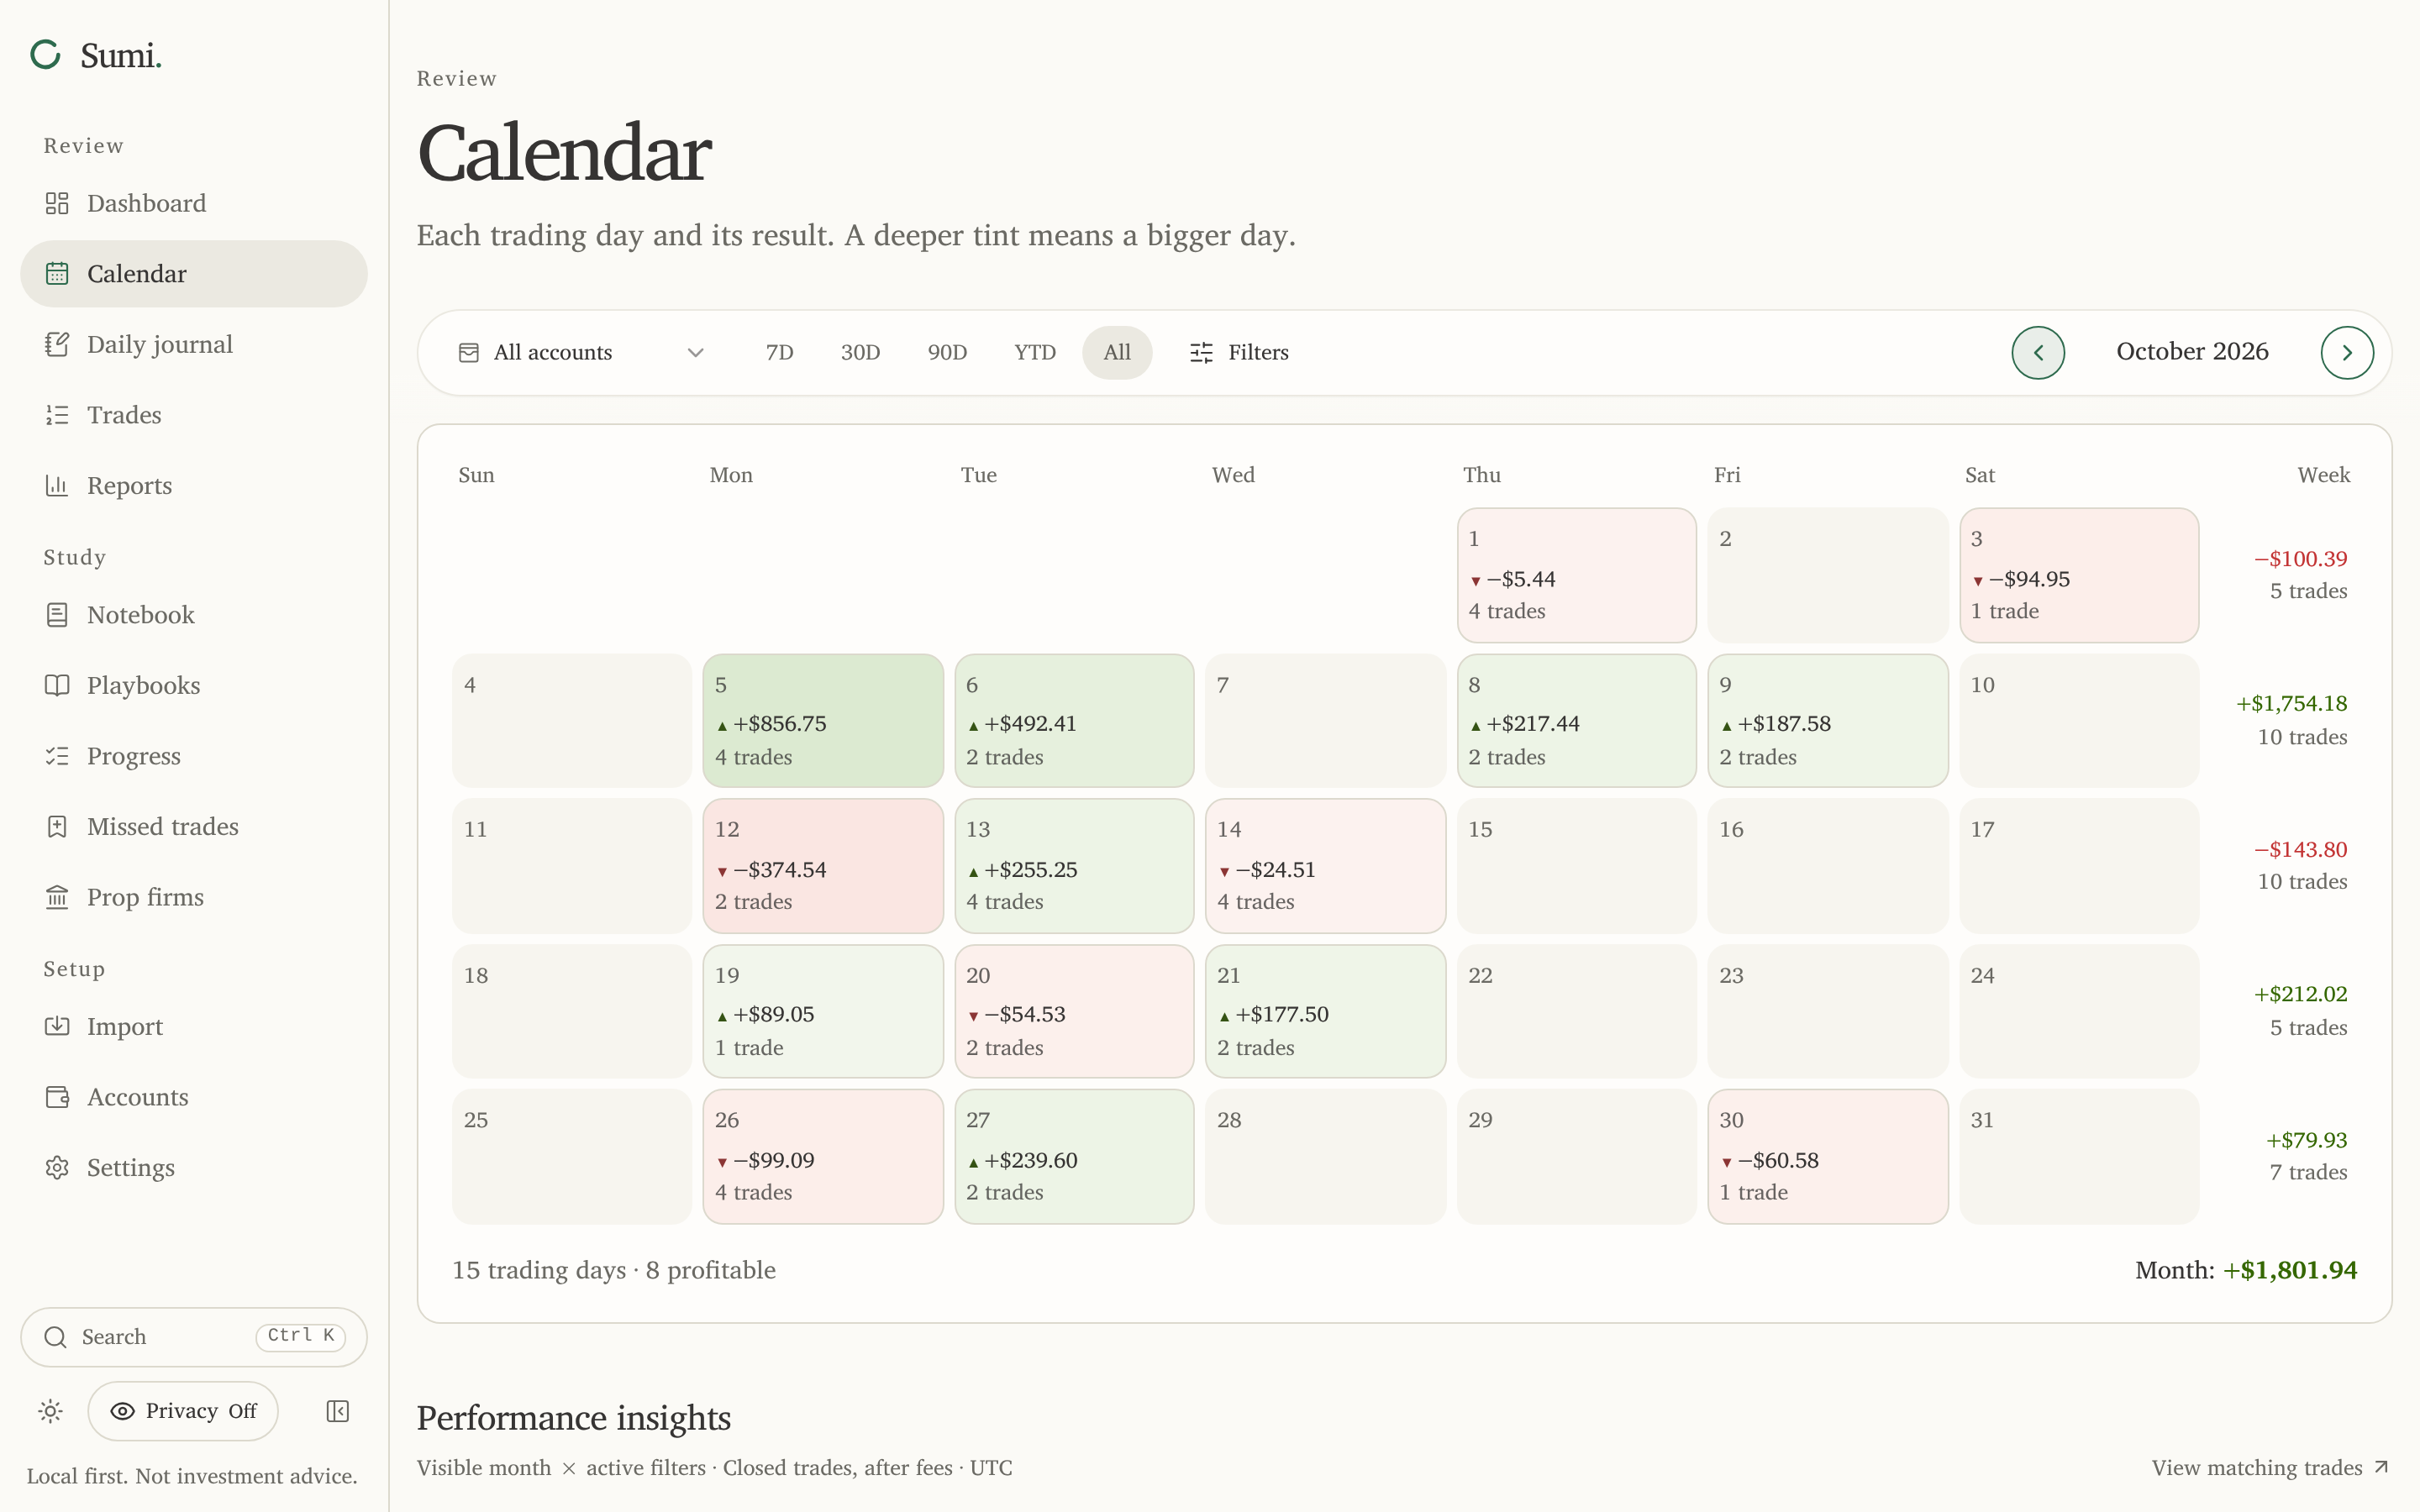 Sumi.
Review
Dashboard
Calendar
Daily journal
Trades
Reports
Study
Notebook
Playbooks
Progress
Missed trades
Prop firms
Setup
Import
Accounts
Settings
Search Ctrl K
Privacy Off
Local first. Not investment advice.
Review
Calendar
Each trading day and its result. A deeper tint means a bigger day.
All accounts 7D 30D 90D YTD All Filters October 2026
Sun Mon Tue Wed Thu Fri Sat Week
1 2 3
▼ −$5.44 ▼ −$94.95 −$100.39
4 trades 1 trade 5 trades
4 5 6 7 8 9 10
▲ +$856.75 ▲ +$492.41 ▲ +$217.44 ▲ +$187.58 +$1,754.18
4 trades 2 trades 2 trades 2 trades 10 trades
11 12 13 14 15 16 17
▼ −$374.54 ▲ +$255.25 ▼ −$24.51 −$143.80
2 trades 4 trades 4 trades 10 trades
18 19 20 21 22 23 24
▲ +$89.05 ▼ −$54.53 ▲ +$177.50 +$212.02
1 trade 2 trades 2 trades 5 trades
25 26 27 28 29 30 31
▼ −$99.09 ▲ +$239.60 ▼ −$60.58 +$79.93
4 trades 2 trades 1 trade 7 trades
15 trading days · 8 profitable Month: +$1,801.94
Performance insights
Visible month × active filters · Closed trades, after fees · UTC View matching trades